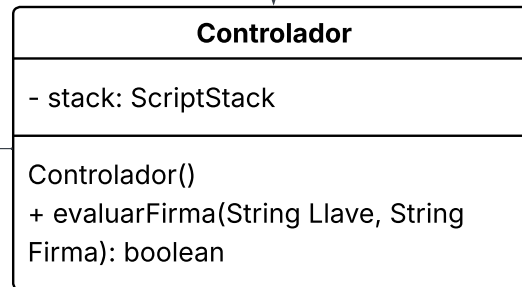 Controlador
- stack: ScriptStack
Controlador()
+ evaluarFirma(String Llave, String
Firma): boolean